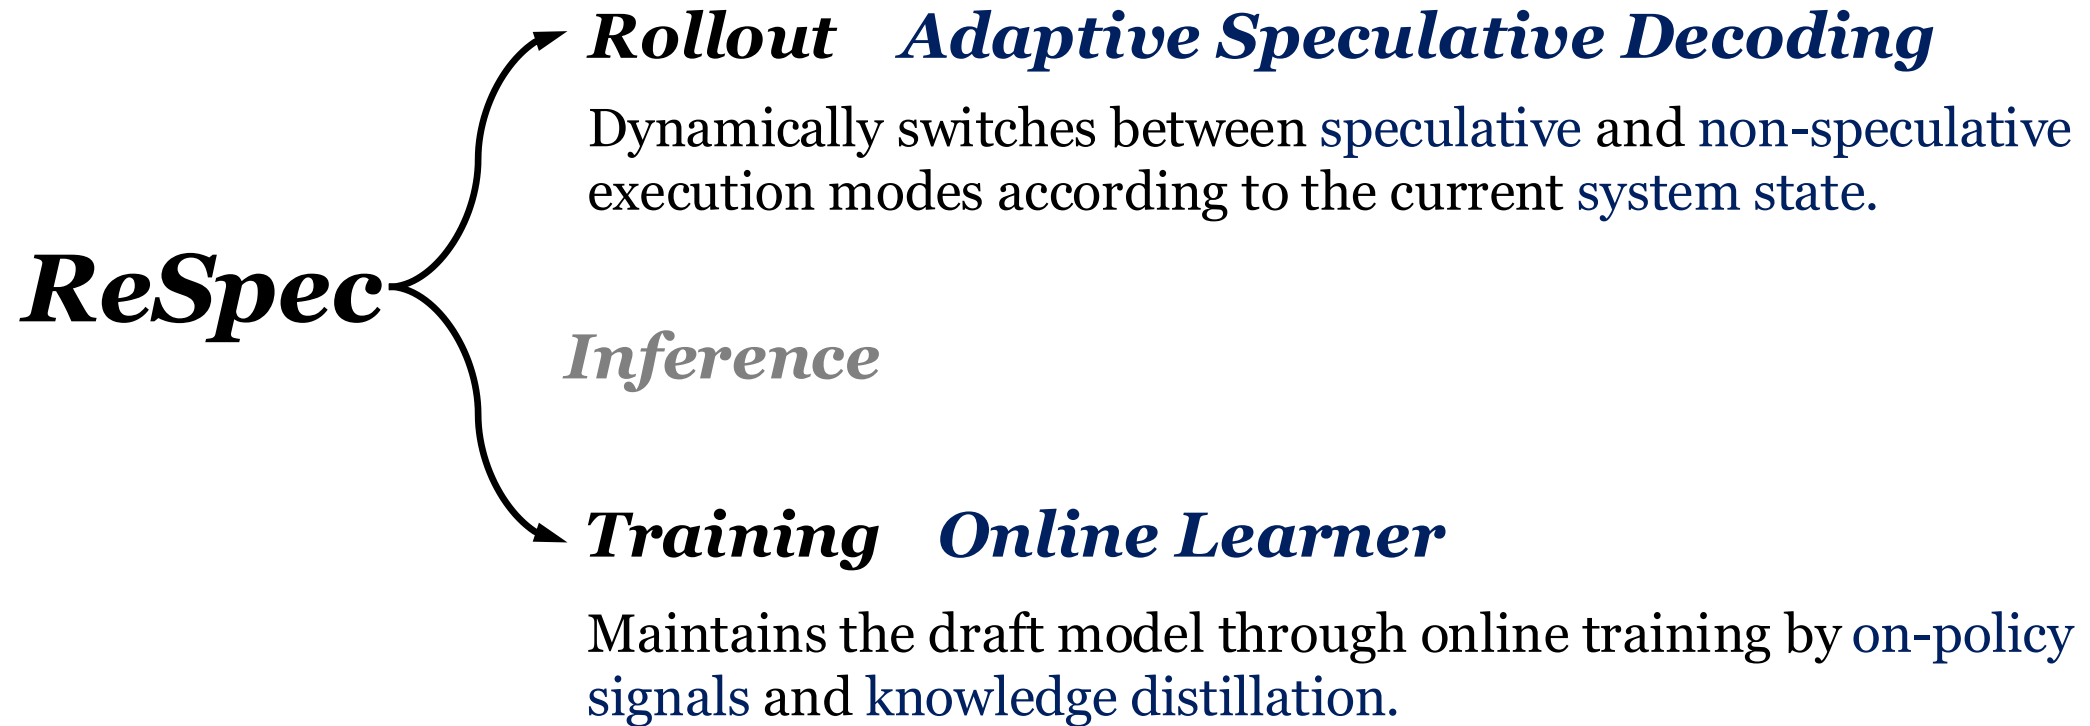 Rollout Adaptive Speculative Decoding
Dynamically switches between speculative and non-speculative
execution modes according to the current system state.
ReSpec
Inference
Training Online Learner
Maintains the draft model through online training by on-policy
signals and knowledge distillation.